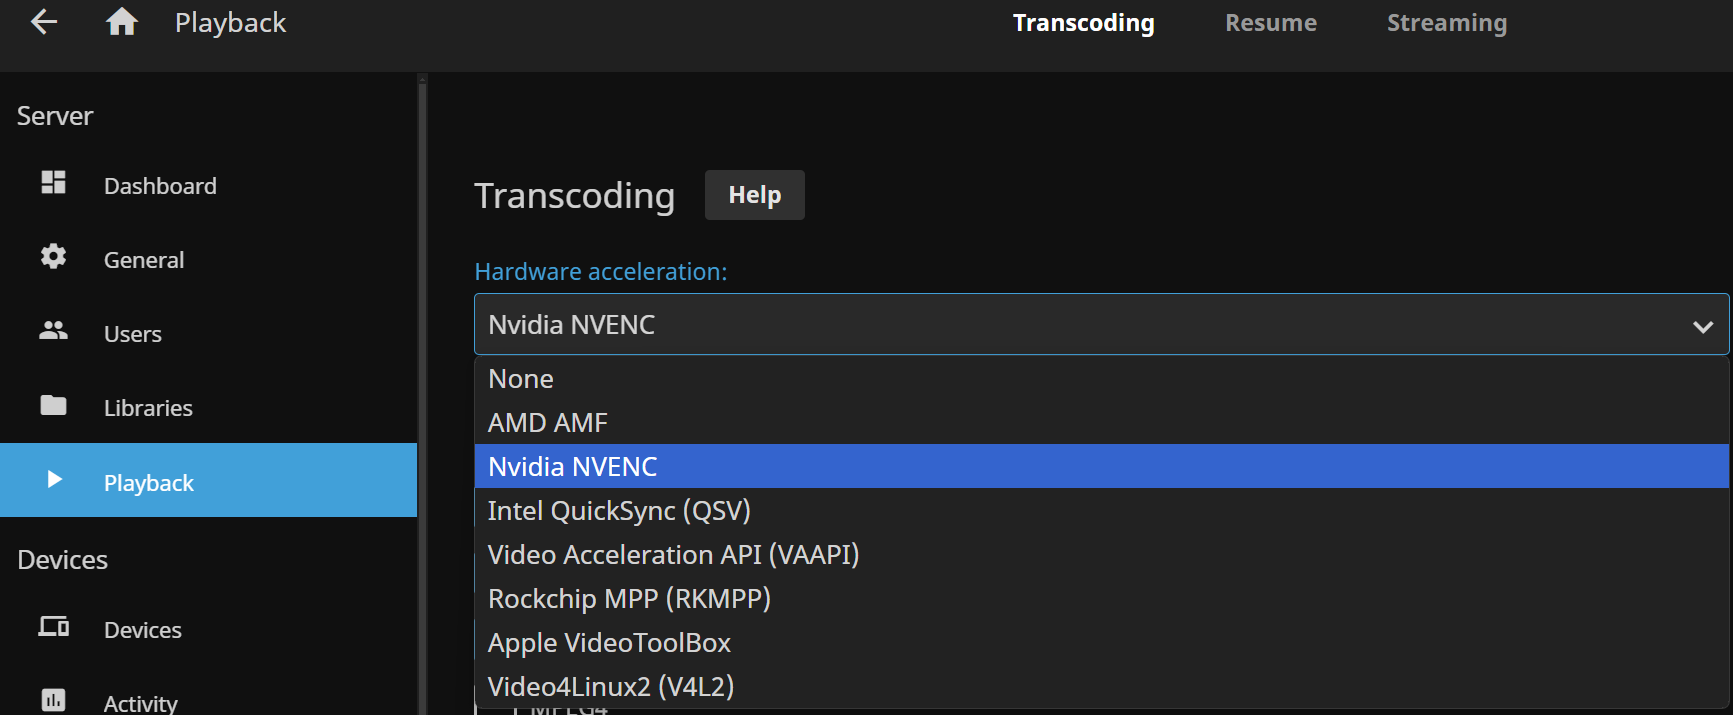 Playback
Transcoding
Resume
Streaming
Server
Dashboard
General
Users
Libraries
Playback
Devices
Devices
Activity
Transcoding
Help
Hardware acceleration:
Nvidia NVENC
None
AMD AMF
Nvidia NVENC
Intel QuickSync (QSV)
Video Acceleration API (VAAPI)
Rockchip MPP (RKMPP)
Apple VideoToolBox
Video4Linux2 (V4L2)
MPEG4